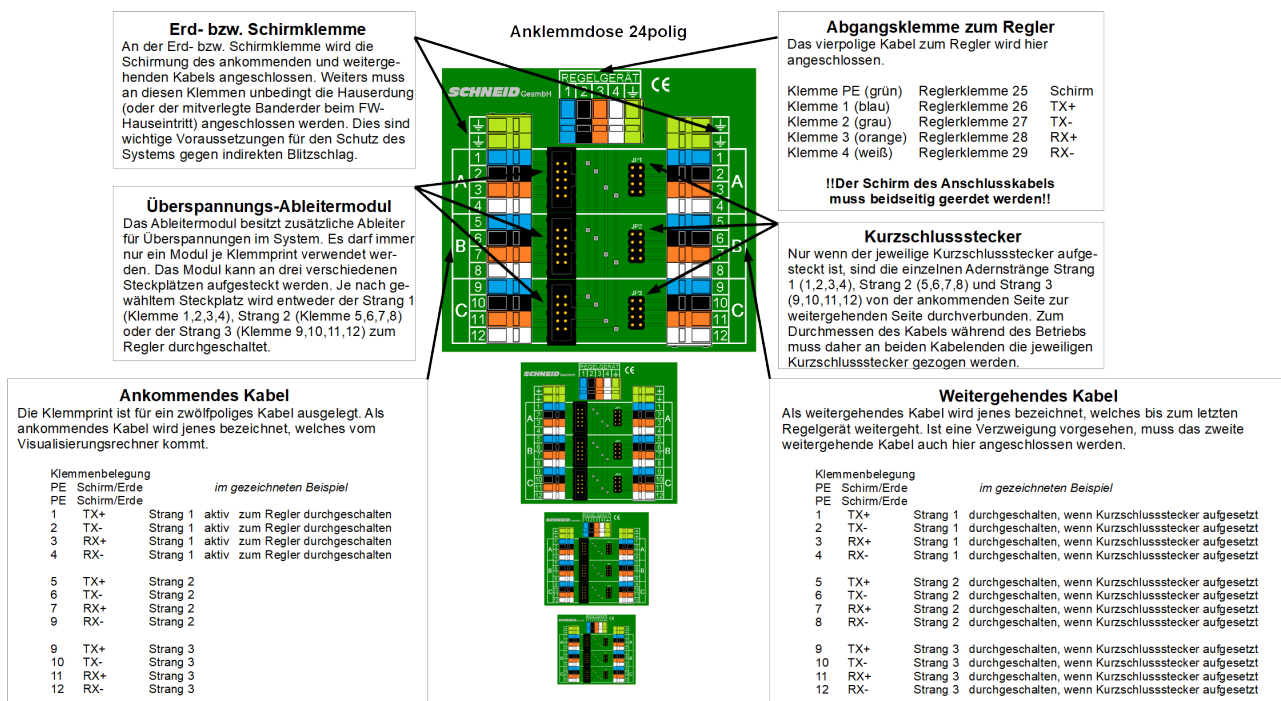 Anklemmdose 24polig
Erd- bzw. Schirmklemme
An der Erd- bzw. Schirmklemme wird die
Schirmung des ankommenden und weiterge-
henden Kabels angeschlossen. Weiters muss
an diesen Klemmen unbedingt die Hauserdung
(oder der mitverlegte Banderder beim FW-
Hauseintritt) angeschlossen werden. Dies sind
wichtige Voraussetzungen für den Schutz des
Systems gegen indirekten Blitzschlag.
Überspannungs-Ableitermodul
Das Ableitermodul besitzt zusätzliche Ableiter
für Überspannungen im System. Es darf immer
nur ein Modul je Klemmprint verwendet wer-
den. Das Modul kann an drei verschiedenen
Steckplätzen aufgesteckt werden. Je nach ge-
wähltem Steckplatz wird entweder der Strang 1
(Klemme 1,2,3,4), Strang 2 (Klemme 5,6,7,8)
oder der Strang 3 (Klemme 9,10,11,12) zum
Regler durchgeschaltet.
SCHNEID GesmbH
REGELGERÄT
1 2 3 4
CE
A
1
2
3
4
B
5
6
7
8
C
9
10
11
12
JP1
JP2
JP3
1
2
3
4
A
5
6
7
8
B
9
10
11
12
C
Abgangsklemme zum Regler
Das vierpolige Kabel zum Regler wird hier
angeschlossen.
Klemme PE (grün) Reglerklemme 25 Schirm
Klemme 1 (blau) Reglerklemme 26 TX+
Klemme 2 (grau) Reglerklemme 27 TX-
Klemme 3 (orange) Reglerklemme 28 RX+
Klemme 4 (weiß) Reglerklemme 29 RX-
!!Der Schirm des Anschlusskabels
muss beidseitig geerdet werden!!
Kurzschlussstecker
Nur wenn der jeweilige Kurzschlussstecker aufge-
steckt ist, sind die einzelnen Adernstränge Strang
1 (1,2,3,4), Strang 2 (5,6,7,8) und Strang 3
(9,10,11,12) von der ankommenden Seite zur
weitergehenden Seite durchverbunden. Zum
Durchmessen des Kabels während des Betriebs
muss daher an beiden Kabelenden die jeweiligen
Kurzschlussstecker gezogen werden.
Ankommendes Kabel
Die Klemmprint ist für ein zwölfpoliges Kabel ausgelegt. Als
ankommendes Kabel wird jenes bezeichnet, welches vom
Visualisierungsrechner kommt.
Klemmenbelegung
PE Schirm/Erde im gezeichneten Beispiel
PE Schirm/Erde
1 TX+ Strang 1 aktiv zum Regler durchgeschalten
2 TX- Strang 1 aktiv zum Regler durchgeschalten
3 RX+ Strang 1 aktiv zum Regler durchgeschalten
4 RX- Strang 1 aktiv zum Regler durchgeschalten
5 TX+ Strang 2
6 TX- Strang 2
7 RX+ Strang 2
9 RX- Strang 2
9 TX+ Strang 3
10 TX- Strang 3
11 RX+ Strang 3
12 RX- Strang 3
SCHNEID
REGELGERÄT
1 2 3 4
CE
A
B
C
A
B
C
Weitergehendes Kabel
Als weitergehendes Kabel wird jenes bezeichnet, welches bis zum letzten
Regelgerät weitergeht. Ist eine Verzweigung vorgesehen, muss das zweite
weitergehende Kabel auch hier angeschlossen werden.
Klemmenbelegung
PE Schirm/Erde im gezeichneten Beispiel
PE Schirm/Erde
1 TX+ Strang 1 durchgeschalten, wenn Kurzschlussstecker aufgesetzt
2 TX- Strang 1 durchgeschalten, wenn Kurzschlussstecker aufgesetzt
3 RX+ Strang 1 durchgeschalten, wenn Kurzschlussstecker aufgesetzt
4 RX- Strang 1 durchgeschalten, wenn Kurzschlussstecker aufgesetzt
5 TX+ Strang 2 durchgeschalten, wenn Kurzschlussstecker aufgesetzt
6 TX- Strang 2 durchgeschalten, wenn Kurzschlussstecker aufgesetzt
7 RX+ Strang 2 durchgeschalten, wenn Kurzschlussstecker aufgesetzt
8 RX- Strang 2 durchgeschalten, wenn Kurzschlussstecker aufgesetzt
9 TX+ Strang 3 durchgeschalten, wenn Kurzschlussstecker aufgesetzt
10 TX- Strang 3 durchgeschalten, wenn Kurzschlussstecker aufgesetzt
11 RX+ Strang 3 durchgeschalten, wenn Kurzschlussstecker aufgesetzt
12 RX- Strang 3 durchgeschalten, wenn Kurzschlussstecker aufgesetzt